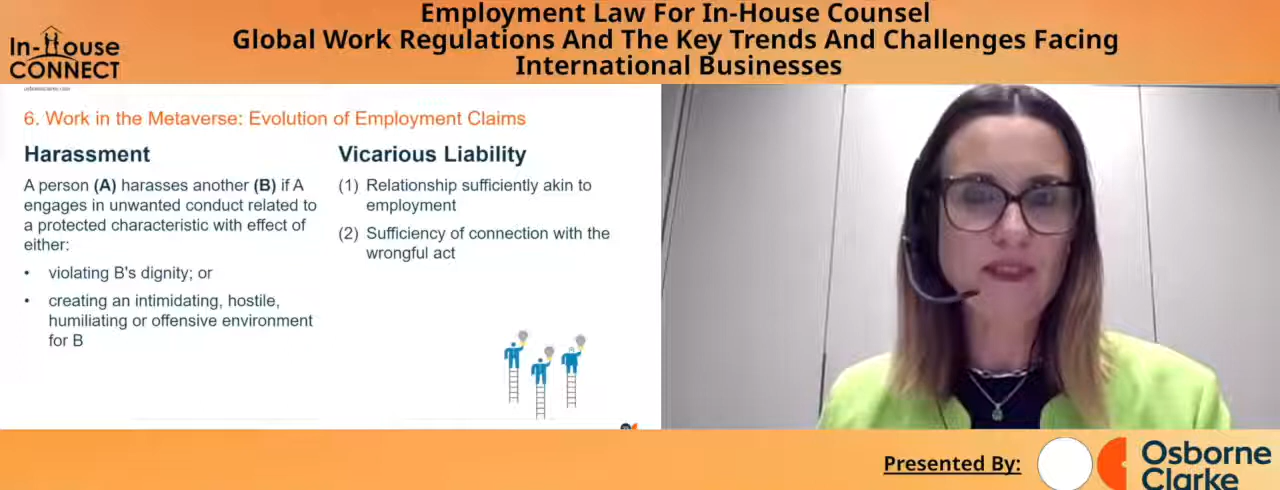 Employment Law For In-House Counsel
Global Work Regulations And The Key Trends And Challenges Facing
International Businesses
In-House
CONNECT
osborneclarke.com
6. Work in the Metaverse: Evolution of Employment Claims
Harassment
A person (A) harasses another (B) if A
engages in unwanted conduct related to
a protected characteristic with effect of
either:
• violating B's dignity; or
• creating an intimidating, hostile,
humiliating or offensive environment
for B
Vicarious Liability
(1) Relationship sufficiently akin to
employment
(2) Sufficiency of connection with the
wrongful act
Presented By:
Osborne
Clarke